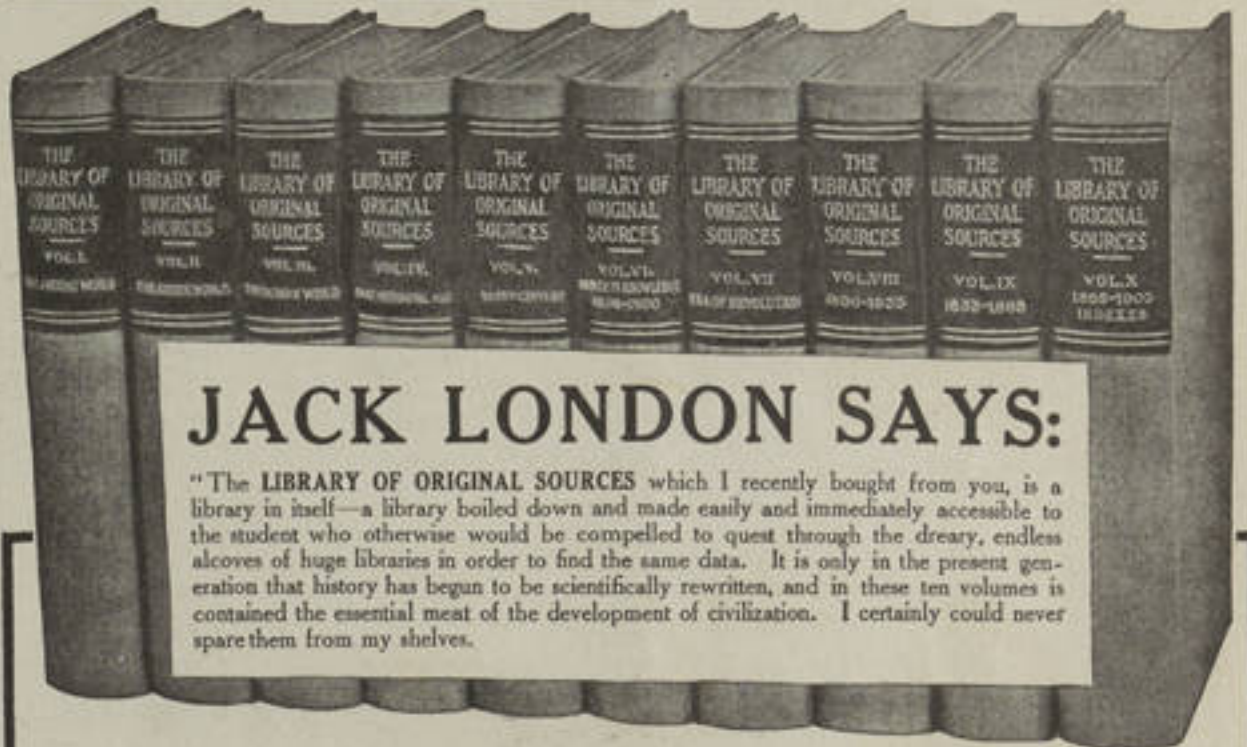 THE
LIBRARY OF
ORIGINAL
SOURCES
VOL. I.
THE
LIBRARY OF
ORIGINAL
SOURCES
VOL. II
THE
LIBRARY OF
ORIGINAL
SOURCES
VOL. III.
THE
LIBRARY OF
ORIGINAL
SOURCES
VOL. IV.
THE
LIBRARY OF
ORIGINAL
SOURCES
VOL. V.
THE
LIBRARY OF
ORIGINAL
SOURCES
VOL. VI.
THE
LIBRARY OF
ORIGINAL
SOURCES
VOL. VII
ERA OF REVOLUTION
THE
LIBRARY OF
ORIGINAL
SOURCES
VOL. VIII
THE
LIBRARY OF
ORIGINAL
SOURCES
VOL. IX
THE
LIBRARY OF
ORIGINAL
SOURCES
VOL. X
INDEXES
JACK LONDON SAYS:
"The LIBRARY OF ORIGINAL SOURCES which I recently bought from you, is a
library in itself—a library boiled down and made easily and immediately accessible to
the student who otherwise would be compelled to quest through the dreary, endless
alcoves of huge libraries in order to find the same data. It is only in the present gen-
eration that history has begun to be scientifically rewritten, and in these ten volumes is
contained the essential meat of the development of civilization. I certainly could never
spare them from my shelves.